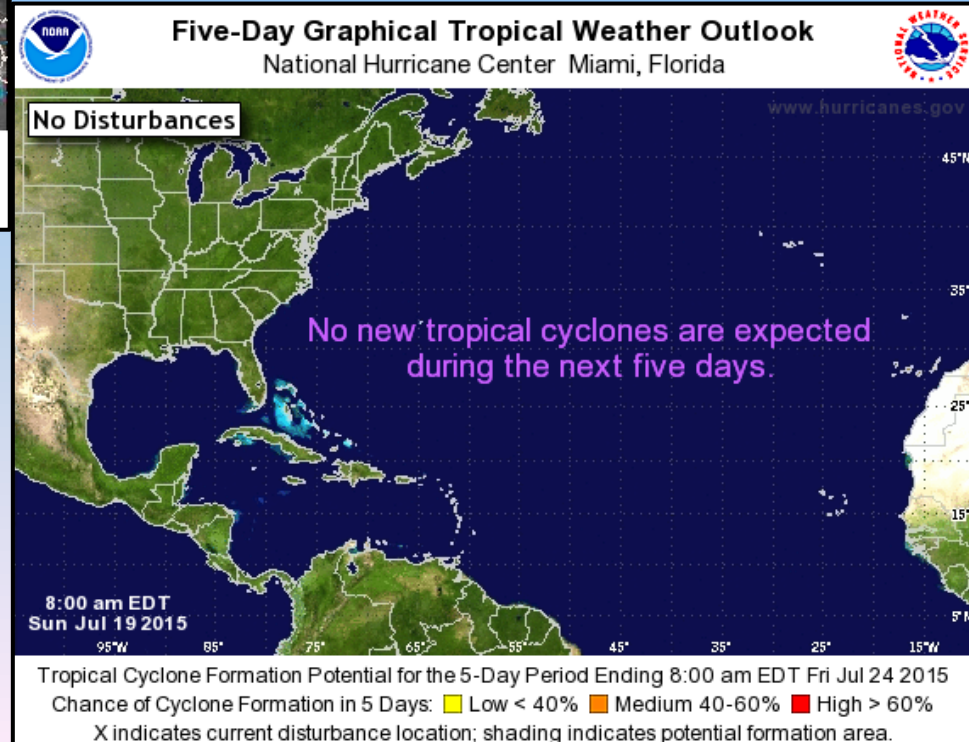 Five-Day Graphical Tropical Weather Outlook
National Hurricane Center Miami, Florida
NOAA
NATIONAL WEATHER SERVICE
No Disturbances
www.hurricanes.gov
45°N
35°
No new tropical cyclones are expected
during the next five days.
25°
15°
8:00 am EDT
Sun Jul 19 2015
5°N
95°W 85° 75° 65° 55° 45° 35° 25° 15°W
Tropical Cyclone Formation Potential for the 5-Day Period Ending 8:00 am EDT Fri Jul 24 2015
Chance of Cyclone Formation in 5 Days: Low < 40% Medium 40-60% High > 60%
X indicates current disturbance location; shading indicates potential formation area.